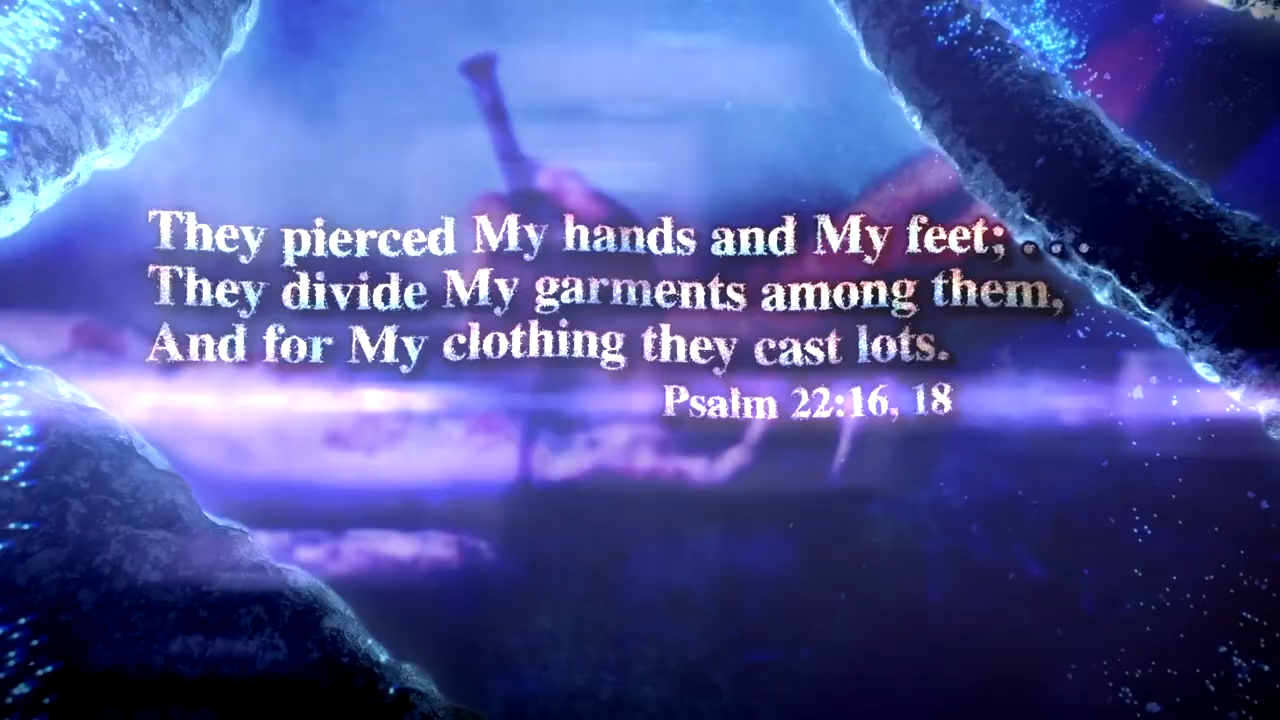 They pierced My hands and My feet; . . .
They divide My garments among them,
And for My clothing they cast lots.
Psalm 22:16, 18